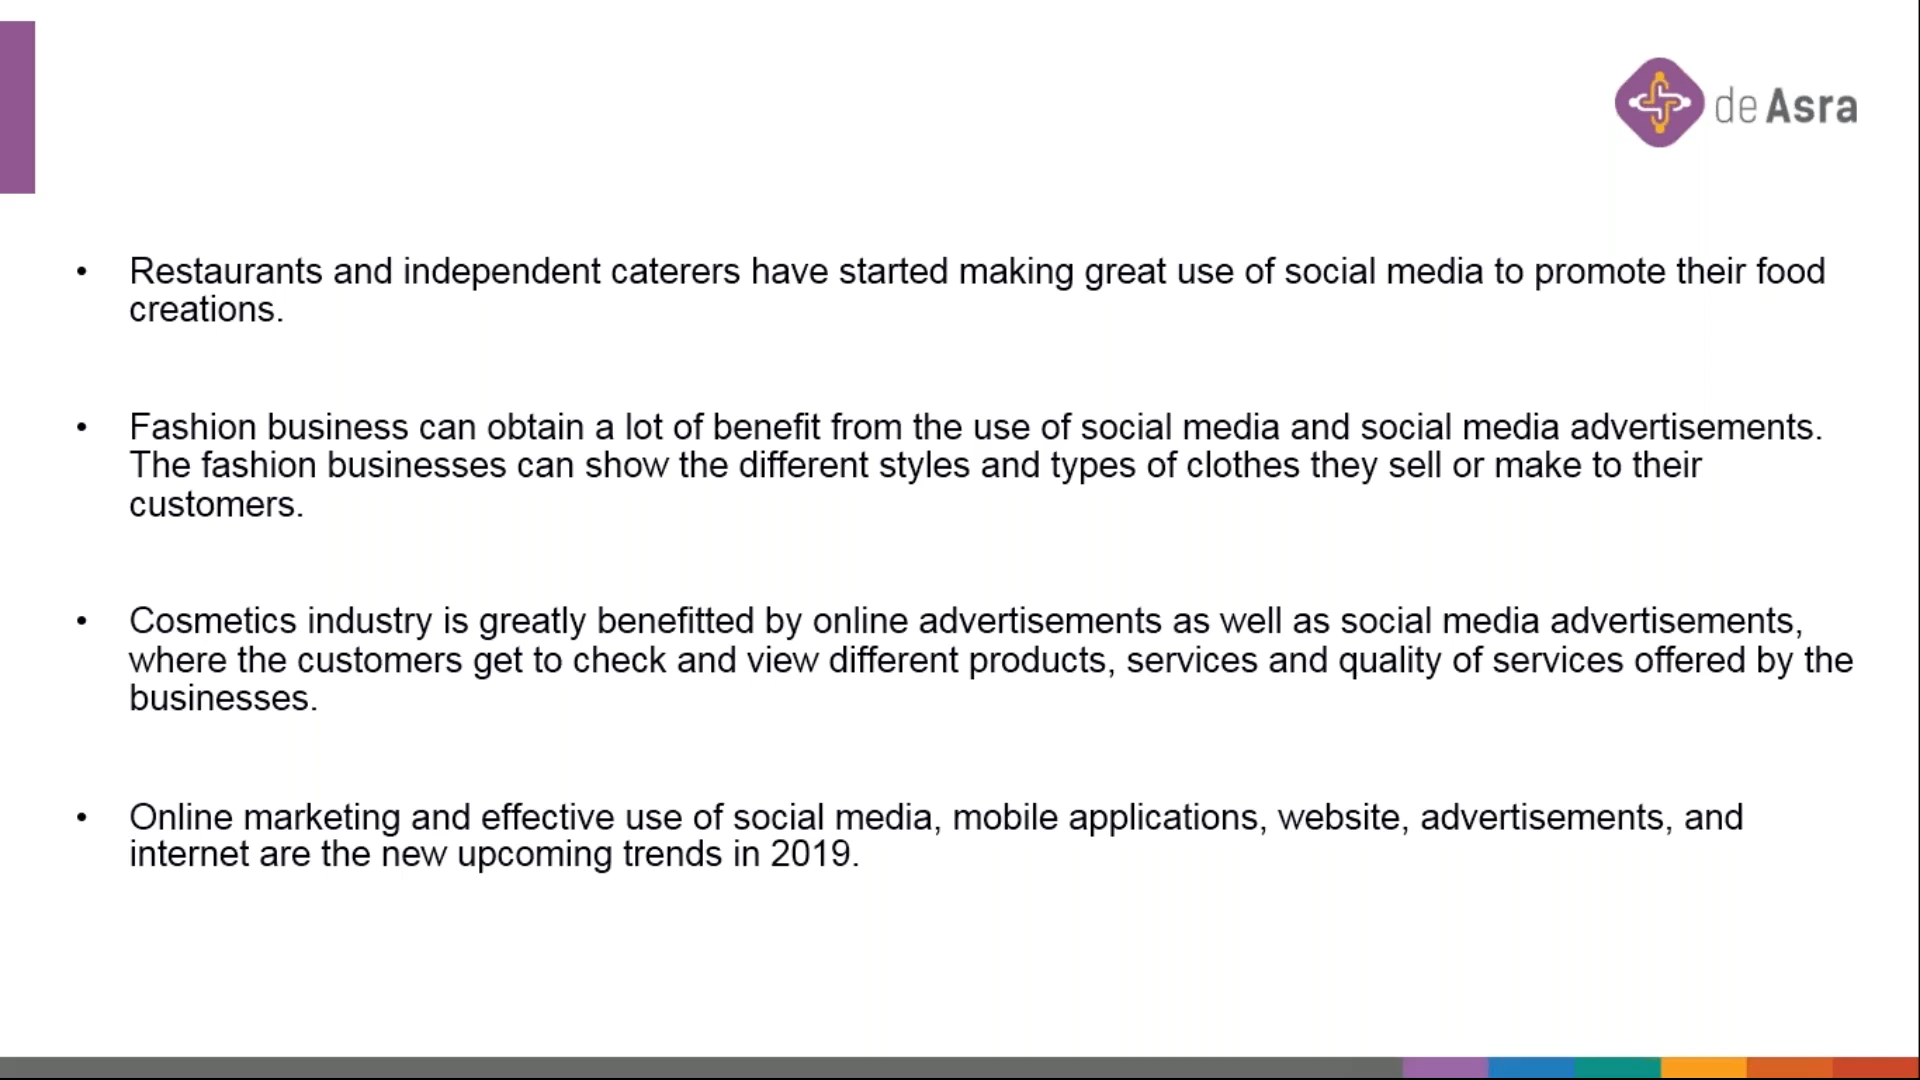 de Asra
• Restaurants and independent caterers have started making great use of social media to promote their food
creations.
• Fashion business can obtain a lot of benefit from the use of social media and social media advertisements.
The fashion businesses can show the different styles and types of clothes they sell or make to their
customers.
• Cosmetics industry is greatly benefitted by online advertisements as well as social media advertisements,
where the customers get to check and view different products, services and quality of services offered by the
businesses.
• Online marketing and effective use of social media, mobile applications, website, advertisements, and
internet are the new upcoming trends in 2019.